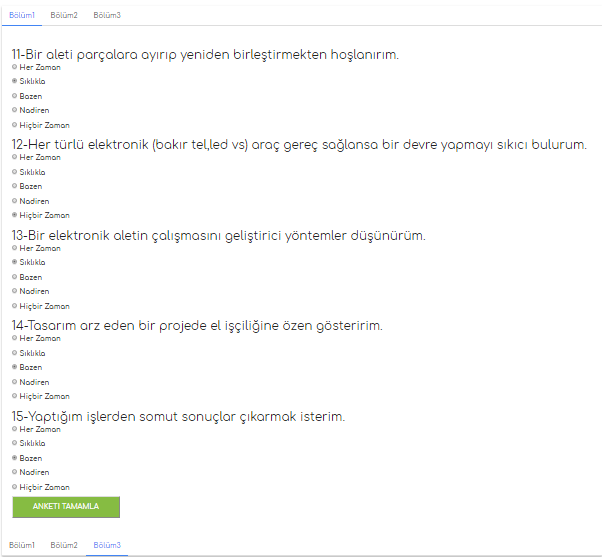 Bölüm1 Bölüm2 Bölüm3
11-Bir aleti parçalara ayırıp yeniden birleştirmekten hoşlanırım.
Her Zaman
Sıklıkla
Bazen
Nadiren
Hiçbir Zaman
12-Her türlü elektronik (bakır tel,led vs) araç gereç sağlansa bir devre yapmayı sıkıcı bulurum.
Her Zaman
Sıklıkla
Bazen
Nadiren
Hiçbir Zaman
13-Bir elektronik aletin çalışmasını geliştirici yöntemler düşünürüm.
Her Zaman
Sıklıkla
Bazen
Nadiren
Hiçbir Zaman
14-Tasarım arz eden bir projede el işçiliğine özen gösteririm.
Her Zaman
Sıklıkla
Bazen
Nadiren
Hiçbir Zaman
15-Yaptığım işlerden somut sonuçlar çıkarmak isterim.
Her Zaman
Sıklıkla
Bazen
Nadiren
Hiçbir Zaman
ANKETI TAMAMLA
Bölüm1 Bölüm2 Bölüm3